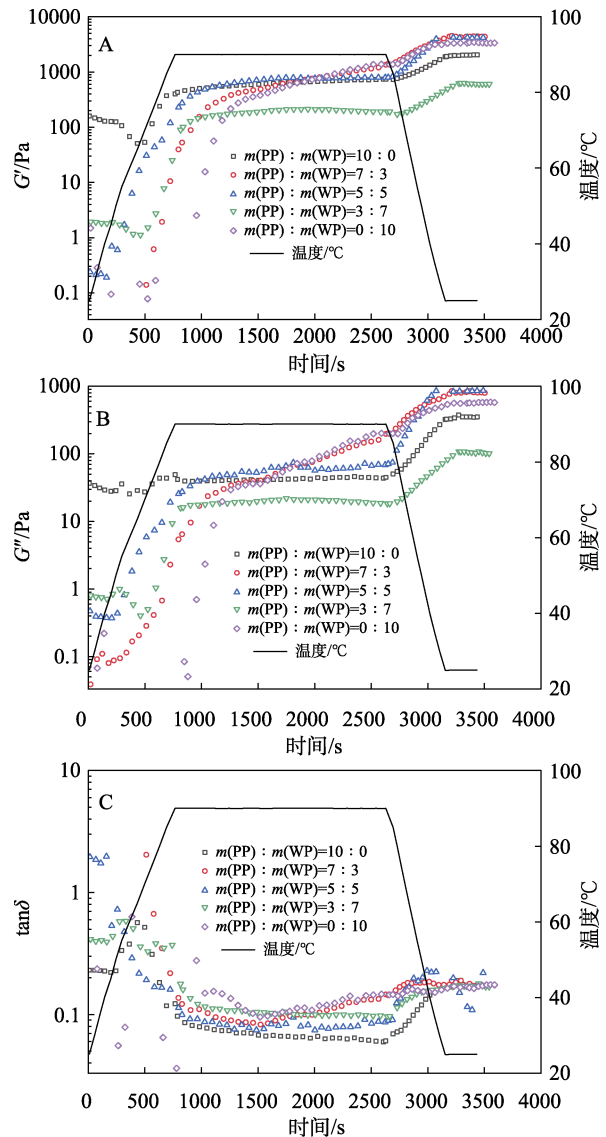 A
G′/Pa
10000
1000
100
10
1
0.1
100
80
60
40
20
温度/℃
m(PP)：m(WP)=10：0
m(PP)：m(WP)=7：3
m(PP)：m(WP)=5：5
m(PP)：m(WP)=3：7
m(PP)：m(WP)=0：10
温度/℃
0 500 1000 1500 2000 2500 3000 3500 4000
时间/s
B
G″/Pa
1000
100
10
1
0.1
100
80
60
40
20
温度/℃
m(PP)：m(WP)=10：0
m(PP)：m(WP)=7：3
m(PP)：m(WP)=5：5
m(PP)：m(WP)=3：7
m(PP)：m(WP)=0：10
温度/℃
0 500 1000 1500 2000 2500 3000 3500 4000
时间/s
C
tanδ
10
1
0.1
100
80
60
40
20
温度/℃
m(PP)：m(WP)=10：0
m(PP)：m(WP)=7：3
m(PP)：m(WP)=5：5
m(PP)：m(WP)=3：7
m(PP)：m(WP)=0：10
温度/℃
0 500 1000 1500 2000 2500 3000 3500 4000
时间/s